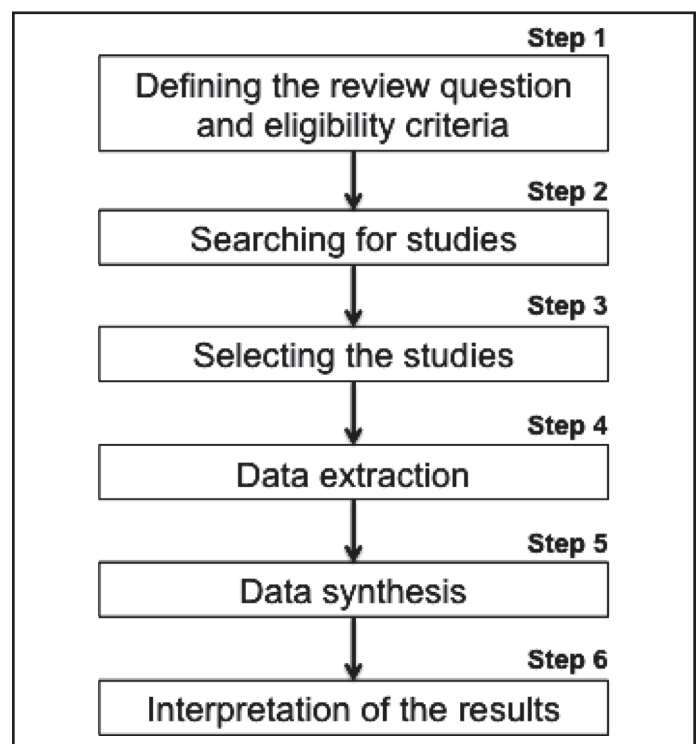 Step 1
Defining the review question
and eligibility criteria
Step 2
Searching for studies
Step 3
Selecting the studies
Step 4
Data extraction
Step 5
Data synthesis
Step 6
Interpretation of the results